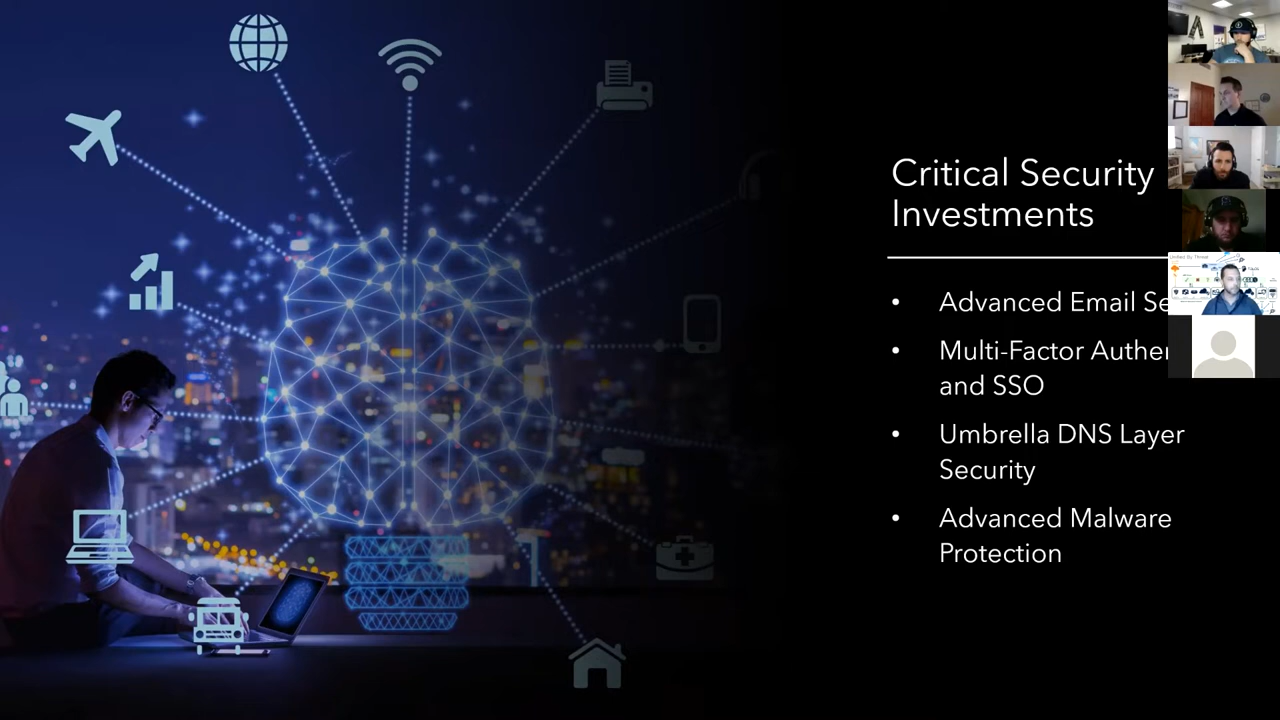 Critical Security
Investments
• Advanced Email
• Multi-Factor
and SSO
• Umbrella DNS Layer
Security
• Advanced Malware
Protection